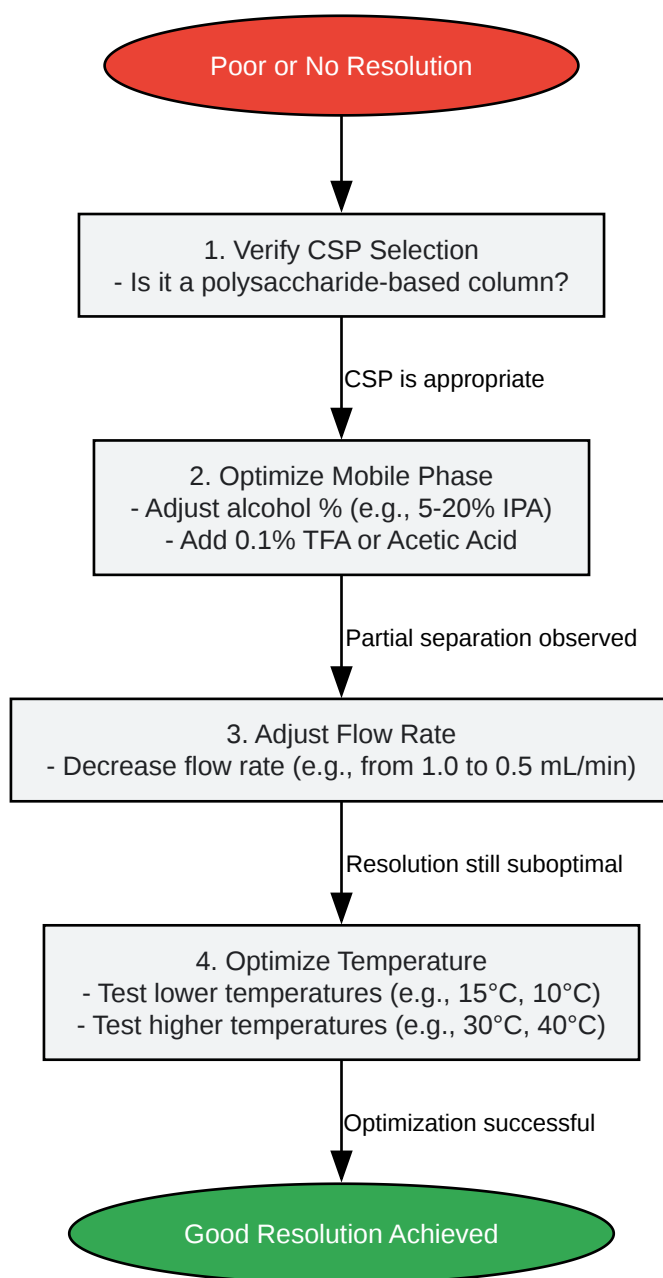 Poor or No Resolution
1. Verify CSP Selection
- Is it a polysaccharide-based column?
CSP is appropriate
2. Optimize Mobile Phase
- Adjust alcohol % (e.g., 5-20% IPA)
- Add 0.1% TFA or Acetic Acid
Partial separation observed
3. Adjust Flow Rate
- Decrease flow rate (e.g., from 1.0 to 0.5 mL/min)
Resolution still suboptimal
4. Optimize Temperature
- Test lower temperatures (e.g., 15°C, 10°C)
- Test higher temperatures (e.g., 30°C, 40°C)
Optimization successful
Good Resolution Achieved